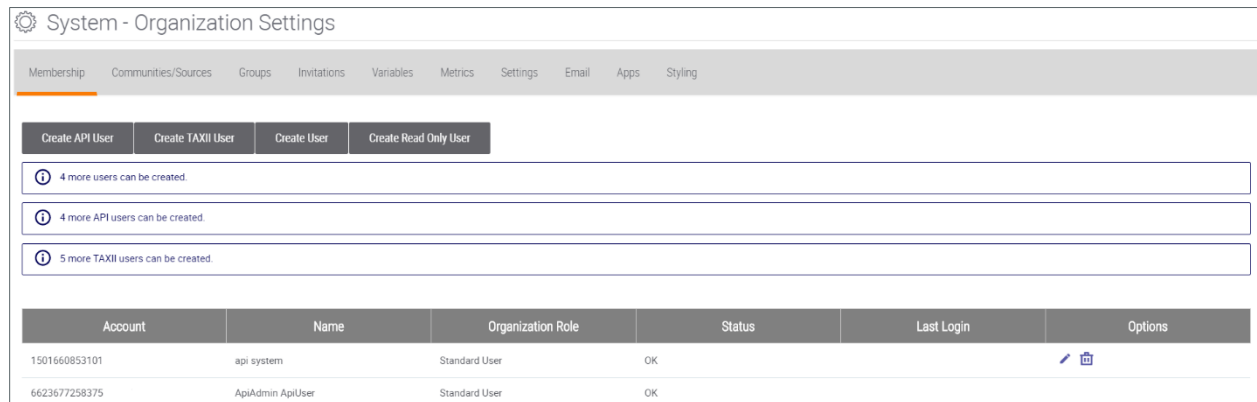 System - Organization Settings
Membership Communities/Sources Groups Invitations Variables Metrics Settings Email Apps Styling
Create API User Create TAXII User Create User Create Read Only User
4 more users can be created.
4 more API users can be created.
5 more TAXII users can be created.
Account Name Organization Role Status Last Login Options
1501660853101 api system Standard User OK
6623677258375 ApiAdmin ApiUser Standard User OK